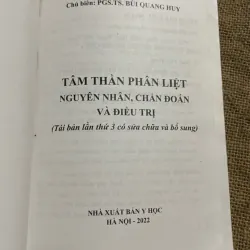 Chủ biên: PGS.TS. BÙI QUANG HUY
TÂM THẦN PHÂN LIỆT
NGUYÊN NHÂN, CHẨN ĐOÁN
VÀ ĐIỀU TRỊ
(Tái bản lần thứ 3 có sửa chữa và bổ sung)
NHÀ XUẤT BẢN Y HỌC
HÀ NỘI - 2022